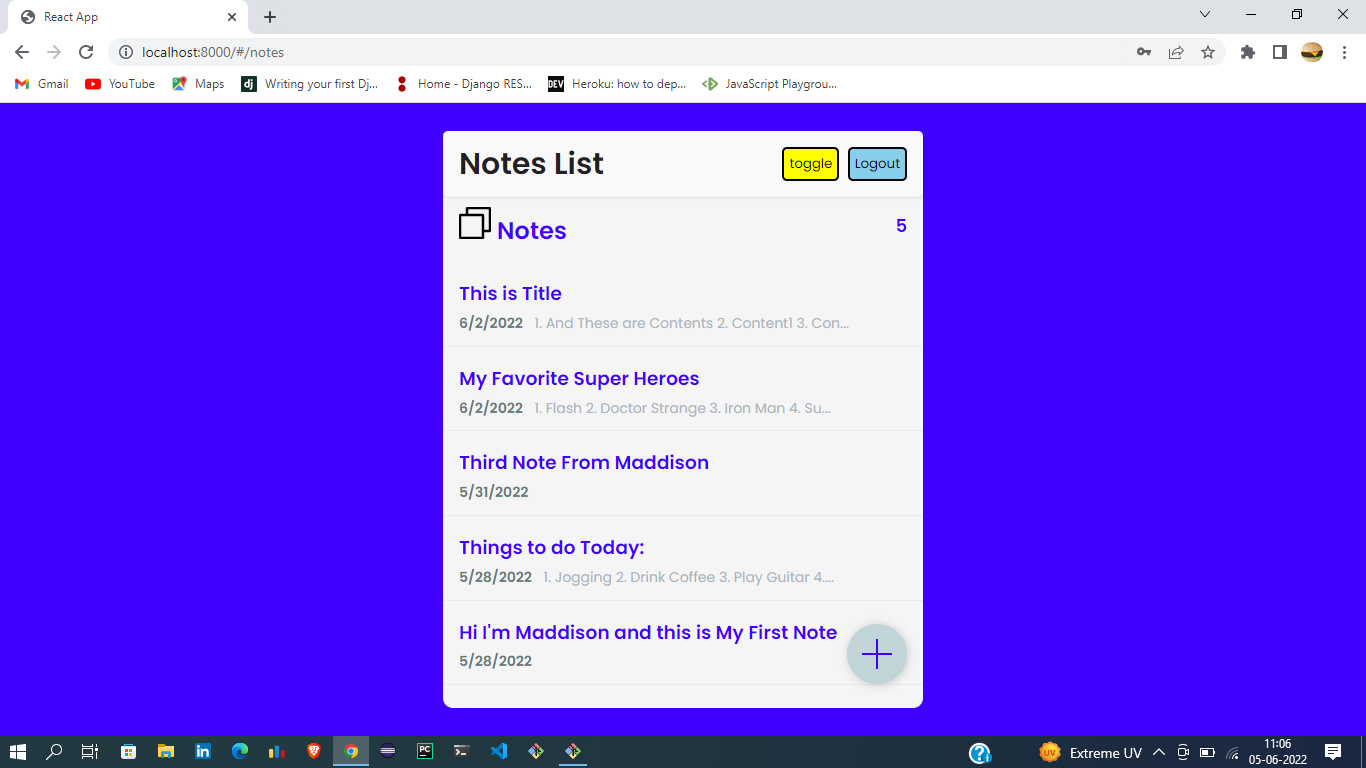 React App
localhost:8000/#/notes
Gmail YouTube Maps dj Writing your first Dj... Home - Django RES... DEV Heroku: how to dep... JavaScript Playgrou...
Notes List toggle Logout
Notes 5
This is Title
6/2/2022 1. And These are Contents 2. Content1 3. Con...
My Favorite Super Heroes
6/2/2022 1. Flash 2. Doctor Strange 3. Iron Man 4. Su...
Third Note From Maddison
5/31/2022
Things to do Today:
5/28/2022 1. Jogging 2. Drink Coffee 3. Play Guitar 4....
Hi I'm Maddison and this is My First Note
5/28/2022
in PC UV Extreme UV 11:06
05-06-2022